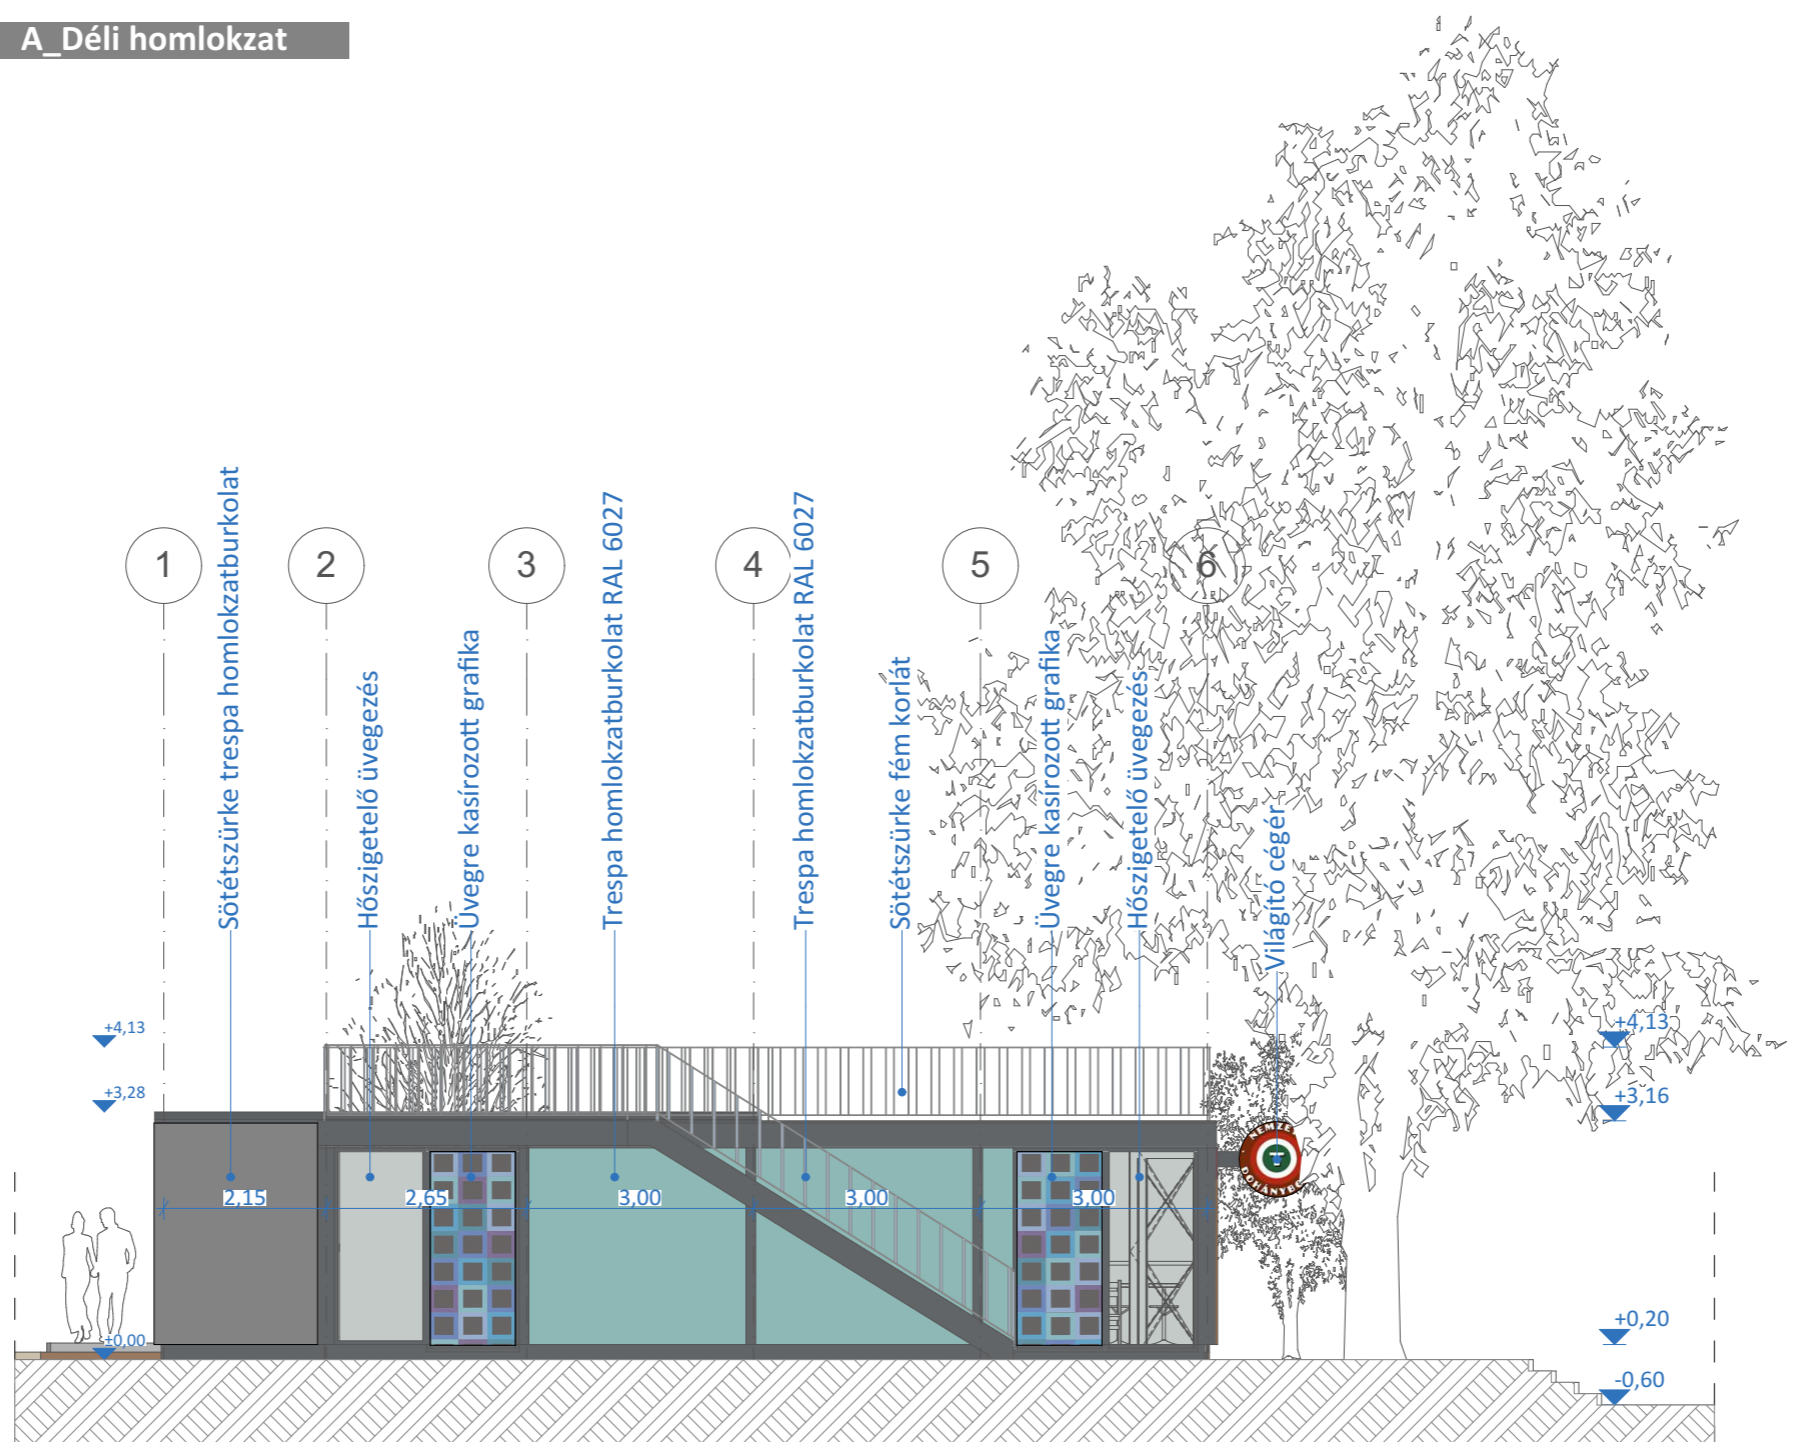 A_Déli homlokzat
1
2
3
4
5
6
Sötétszürke trespa homlokzatburkolat
Hőszigetelő üvegezés
Üvegre kasírozott grafika
Trespa homlokzatburkolat RAL 6027
Trespa homlokzatburkolat RAL 6027
Sötétszürke fém korlát
Üvegre kasírozott grafika
Hőszigetelő üvegezés
Világító cégér
+4,13
+3,28
±0,00
+4,13
+3,16
+0,20
-0,60
2,15
2,65
3,00
3,00
3,00